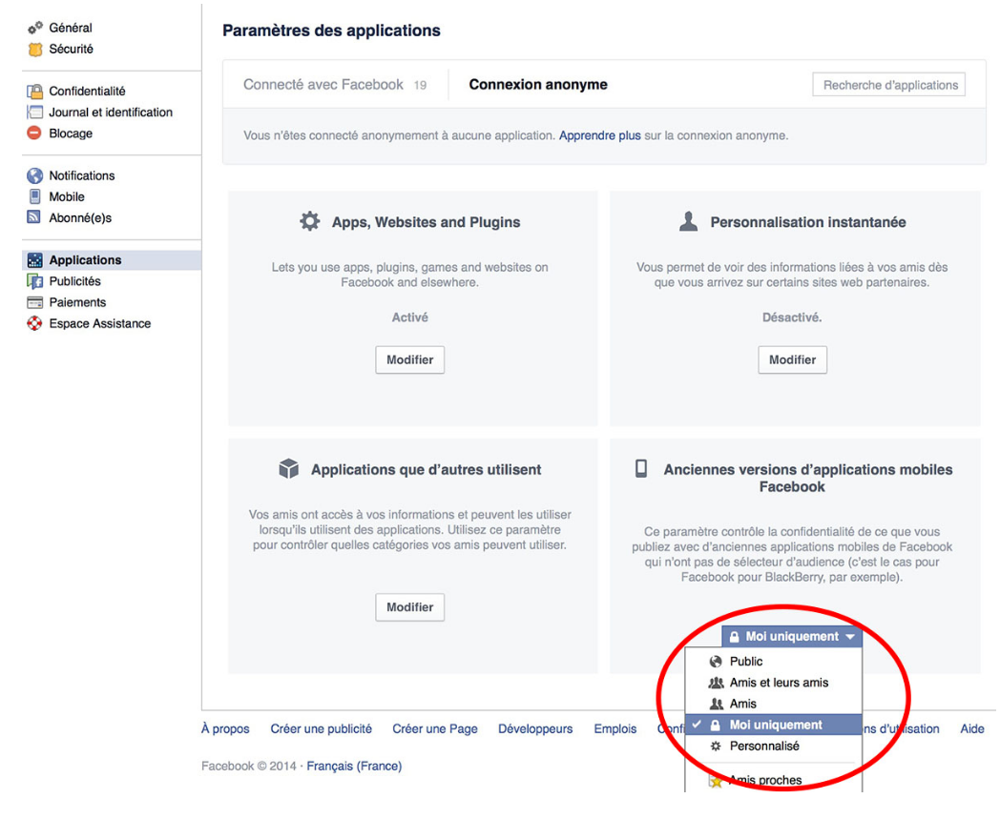 Général
Sécurité
Confidentialité
Journal et identification
Blocage
Notifications
Mobile
Abonné(e)s
Applications
Publicités
Paiements
Espace Assistance
Paramètres des applications
Connecté avec Facebook 19
Connexion anonyme
Recherche d'applications
Vous n'êtes connecté anonymement à aucune application. Apprendre plus sur la connexion anonyme.
Apps, Websites and Plugins
Lets you use apps, plugins, games and websites on
Facebook and elsewhere.
Activé
Modifier
Personnalisation instantanée
Vous permet de voir des informations liées à vos amis dès
que vous arrivez sur certains sites web partenaires.
Désactivé.
Modifier
Applications que d'autres utilisent
Vos amis ont accès à vos informations et peuvent les utiliser
lorsqu'ils utilisent des applications. Utilisez ce paramètre
pour contrôler quelles catégories vos amis peuvent utiliser.
Modifier
Anciennes versions d'applications mobiles
Facebook
Ce paramètre contrôle la confidentialité de ce que vous
publiez avec d'anciennes applications mobiles de Facebook
qui n'ont pas de sélecteur d'audience (c'est le cas pour
Facebook pour BlackBerry, par exemple).
Moi uniquement
Public
Amis et leurs amis
Amis
Moi uniquement
Personnalisé
Amis proches
À propos Créer une publicité Créer une Page Développeurs Emplois d'utilisation Aide
Facebook © 2014 · Français (France)